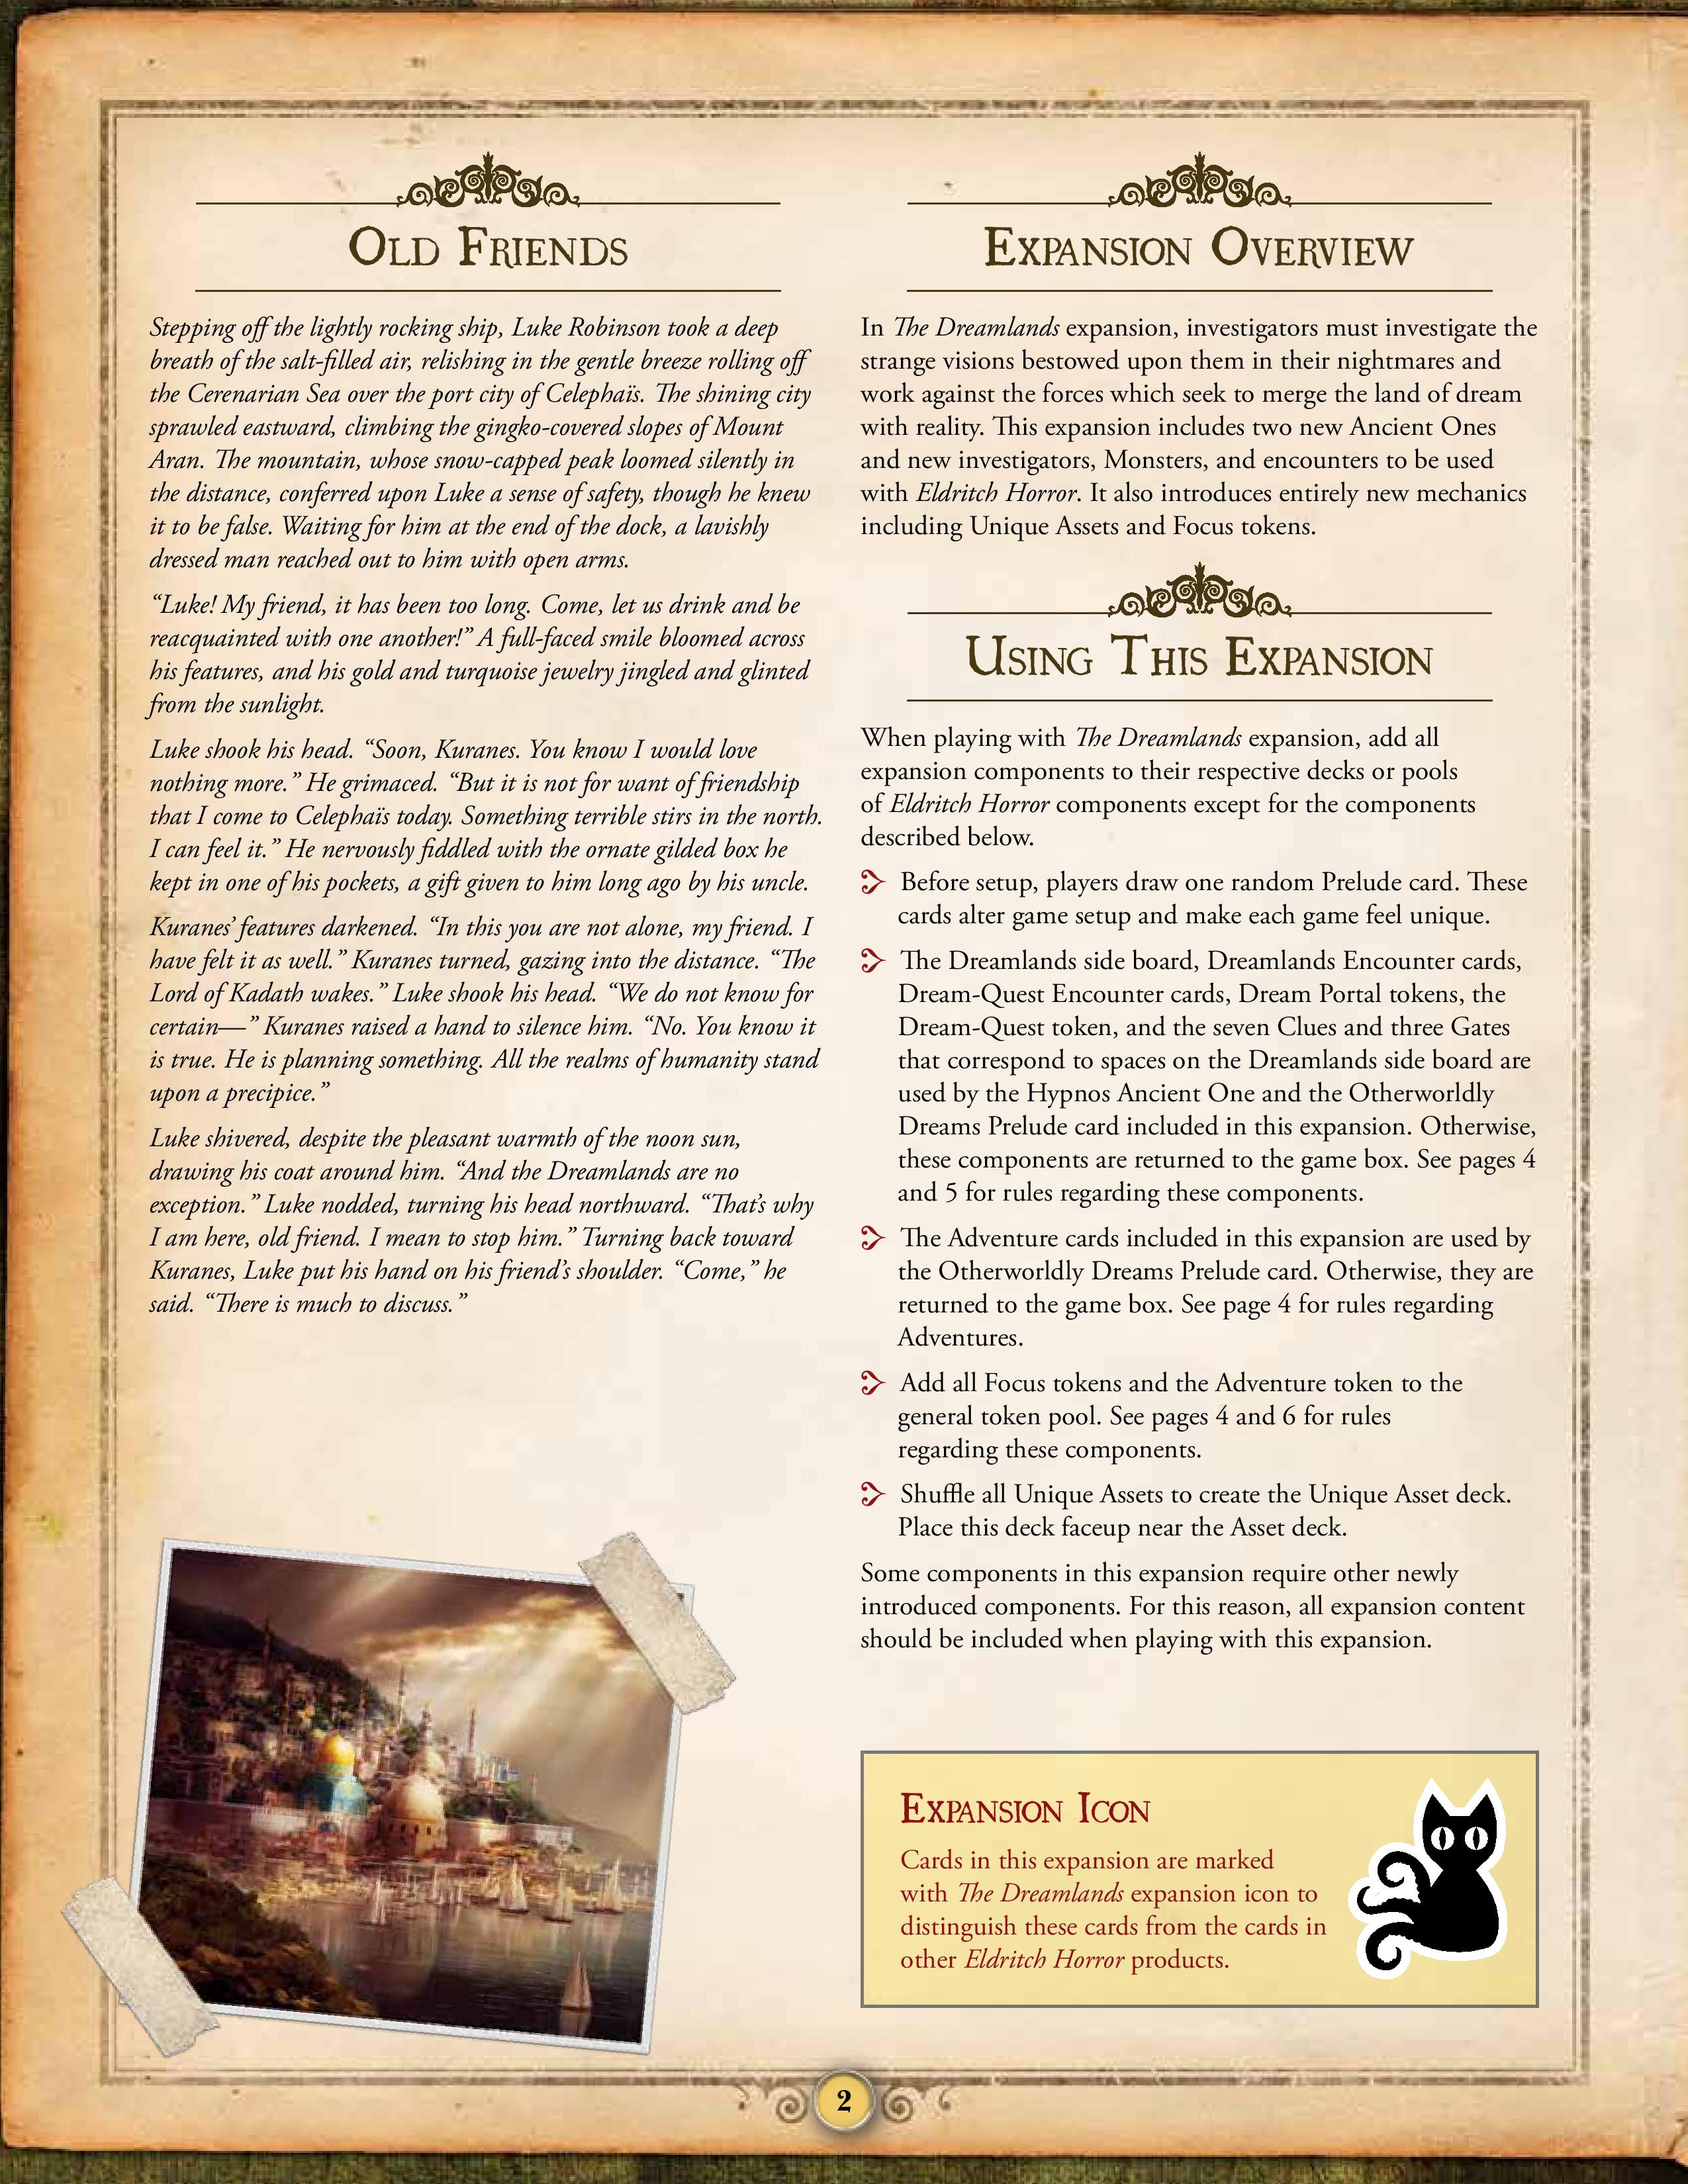 Old Friends
Stepping off the lightly rocking ship, Luke Robinson took a deep
breath of the salt-filled air, relishing in the gentle breeze rolling off
the Cerenarian Sea over the port city of Celephaïs. The shining city
sprawled eastward, climbing the gingko-covered slopes of Mount
Aran. The mountain, whose snow-capped peak loomed silently in
the distance, conferred upon Luke a sense of safety, though he knew
it to be false. Waiting for him at the end of the dock, a lavishly
dressed man reached out to him with open arms.
“Luke! My friend, it has been too long. Come, let us drink and be
reacquainted with one another!” A full-faced smile bloomed across
his features, and his gold and turquoise jewelry jingled and glinted
from the sunlight.
Luke shook his head. “Soon, Kuranes. You know I would love
nothing more.” He grimaced. “But it is not for want of friendship
that I come to Celephaïs today. Something terrible stirs in the north.
I can feel it.” He nervously fiddled with the ornate gilded box he
kept in one of his pockets, a gift given to him long ago by his uncle.
Kuranes’ features darkened. “In this you are not alone, my friend. I
have felt it as well.” Kuranes turned, gazing into the distance. “The
Lord of Kadath wakes.” Luke shook his head. “We do not know for
certain—” Kuranes raised a hand to silence him. “No. You know it
is true. He is planning something. All the realms of humanity stand
upon a precipice.”
Luke shivered, despite the pleasant warmth of the noon sun,
drawing his coat around him. “And the Dreamlands are no
exception.” Luke nodded, turning his head northward. “That’s why
I am here, old friend. I mean to stop him.” Turning back toward
Kuranes, Luke put his hand on his friend’s shoulder. “Come,” he
said. “There is much to discuss.”
Expansion Overview
In The Dreamlands expansion, investigators must investigate the
strange visions bestowed upon them in their nightmares and
work against the forces which seek to merge the land of dream
with reality. This expansion includes two new Ancient Ones
and new investigators, Monsters, and encounters to be used
with Eldritch Horror. It also introduces entirely new mechanics
including Unique Assets and Focus tokens.
Using This Expansion
When playing with The Dreamlands expansion, add all
expansion components to their respective decks or pools
of Eldritch Horror components except for the components
described below.
Before setup, players draw one random Prelude card. These
cards alter game setup and make each game feel unique.
The Dreamlands side board, Dreamlands Encounter cards,
Dream-Quest Encounter cards, Dream Portal tokens, the
Dream-Quest token, and the seven Clues and three Gates
that correspond to spaces on the Dreamlands side board are
used by the Hypnos Ancient One and the Otherworldly
Dreams Prelude card included in this expansion. Otherwise,
these components are returned to the game box. See pages 4
and 5 for rules regarding these components.
The Adventure cards included in this expansion are used by
the Otherworldly Dreams Prelude card. Otherwise, they are
returned to the game box. See page 4 for rules regarding
Adventures.
Add all Focus tokens and the Adventure token to the
general token pool. See pages 4 and 6 for rules
regarding these components.
Shuffle all Unique Assets to create the Unique Asset deck.
Place this deck faceup near the Asset deck.
Some components in this expansion require other newly
introduced components. For this reason, all expansion content
should be included when playing with this expansion.
Expansion Icon
Cards in this expansion are marked
with The Dreamlands expansion icon to
distinguish these cards from the cards in
other Eldritch Horror products.
2